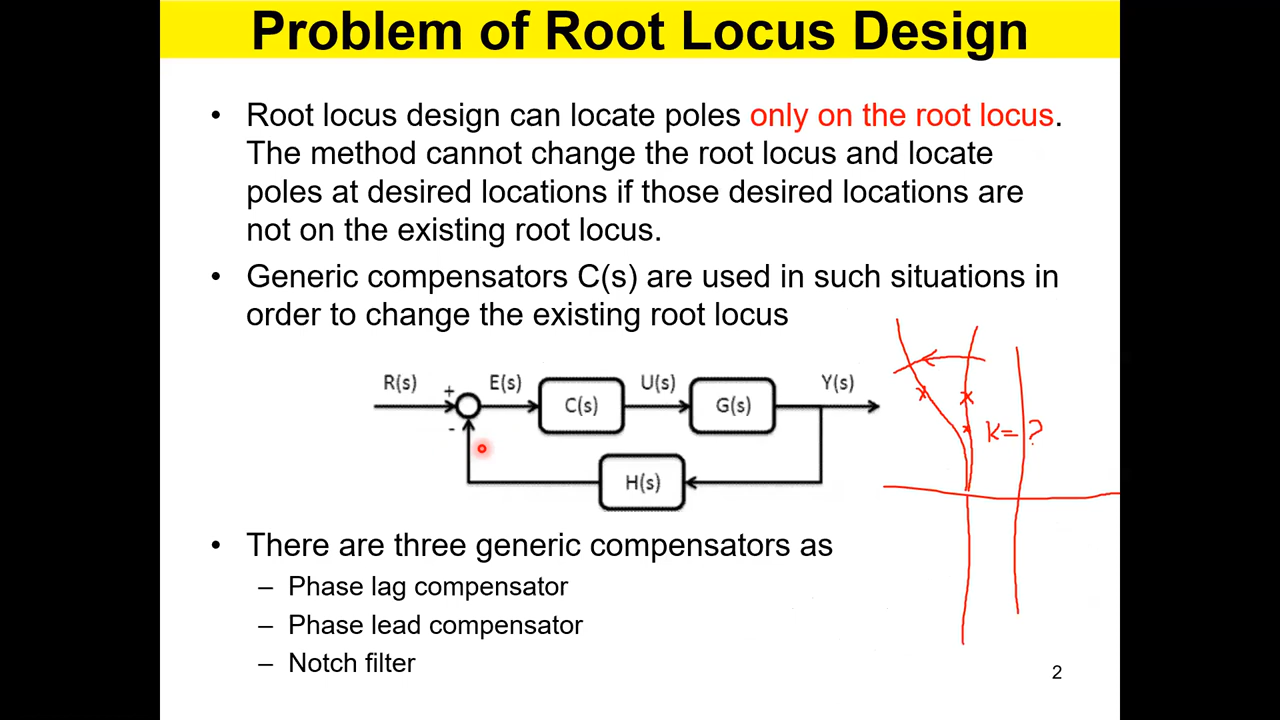 Problem of Root Locus Design
• Root locus design can locate poles only on the root locus.
The method cannot change the root locus and locate
poles at desired locations if those desired locations are
not on the existing root locus.
• Generic compensators C(s) are used in such situations in
order to change the existing root locus
R(s) + E(s) C(s) U(s) G(s) Y(s)
-
K=?
H(s)
• There are three generic compensators as
– Phase lag compensator
– Phase lead compensator
– Notch filter
2